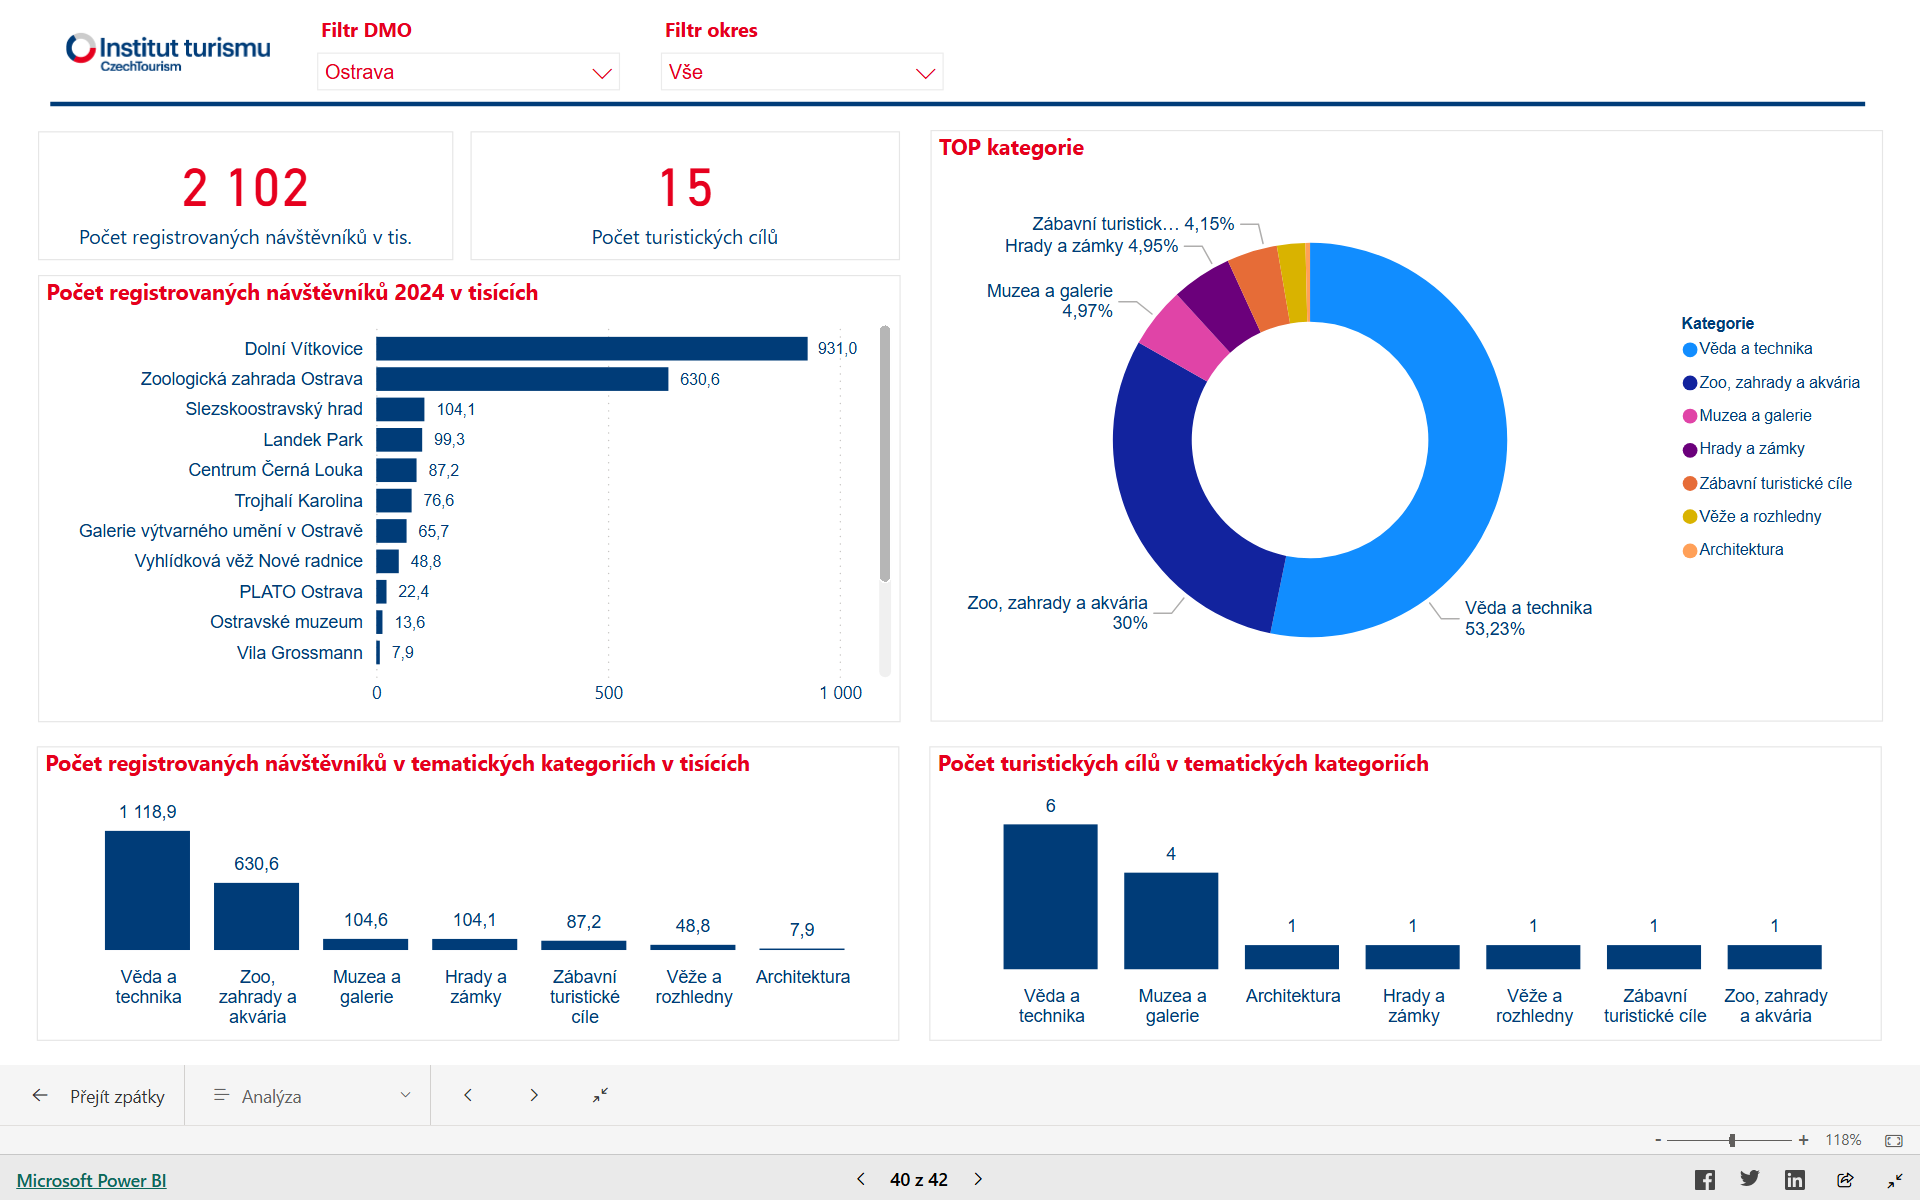 Institut turismu
CzechTourism
Filtr DMO
Ostrava
Filtr okres
Vše
2 102
Počet registrovaných návštěvníků v tis.
15
Počet turistických cílů
Počet registrovaných návštěvníků 2024 v tisících
Dolní Vítkovice 931,0
Zoologická zahrada Ostrava 630,6
Slezskoostravský hrad 104,1
Landek Park 99,3
Centrum Černá Louka 87,2
Trojhalí Karolina 76,6
Galerie výtvarného umění v Ostravě 65,7
Vyhlídková věž Nové radnice 48,8
PLATO Ostrava 22,4
Ostravské muzeum 13,6
Vila Grossmann 7,9
0 500 1 000
TOP kategorie
Zábavní turistick… 4,15%
Hrady a zámky 4,95%
Muzea a galerie
4,97%
Zoo, zahrady a akvária
30%
Věda a technika
53,23%
Kategorie
Věda a technika
Zoo, zahrady a akvária
Muzea a galerie
Hrady a zámky
Zábavní turistické cíle
Věže a rozhledny
Architektura
Počet registrovaných návštěvníků v tematických kategoriích v tisících
1 118,9
630,6
104,6
104,1
87,2
48,8
7,9
Věda a
technika
Zoo,
zahrady a
akvária
Muzea a
galerie
Hrady a
zámky
Zábavní
turistické
cíle
Věže a
rozhledny
Architektura
Počet turistických cílů v tematických kategoriích
6
4
1
1
1
1
1
Věda a
technika
Muzea a
galerie
Architektura
Hrady a
zámky
Věže a
rozhledny
Zábavní
turistické cíle
Zoo, zahrady
a akvária
Přejít zpátky
Analýza
- + 118%
Microsoft Power BI
40 z 42